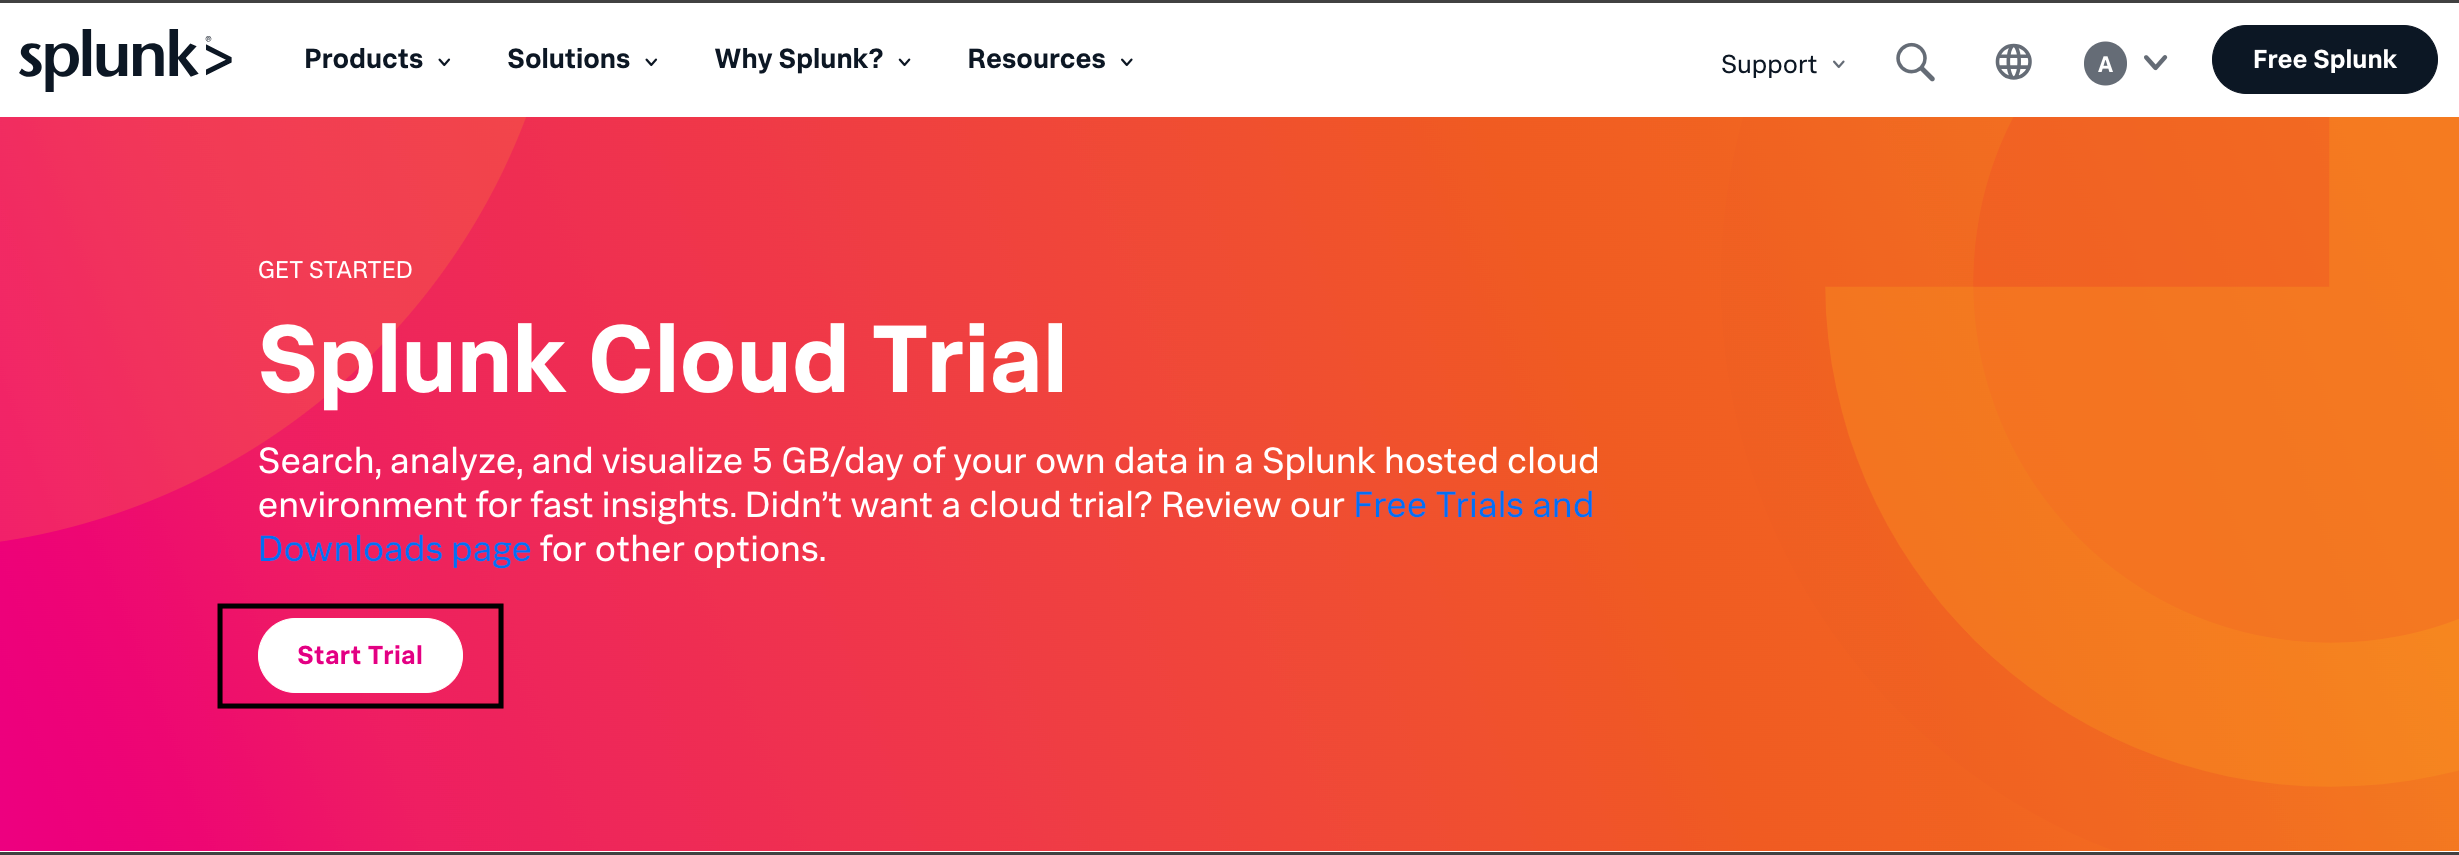 splunk>®
Products
Solutions
Why Splunk?
Resources
Support
A
Free Splunk
GET STARTED
Splunk Cloud Trial
Search, analyze, and visualize 5 GB/day of your own data in a Splunk hosted cloud
environment for fast insights. Didn’t want a cloud trial? Review our Free Trials and
Downloads page for other options.
Start Trial